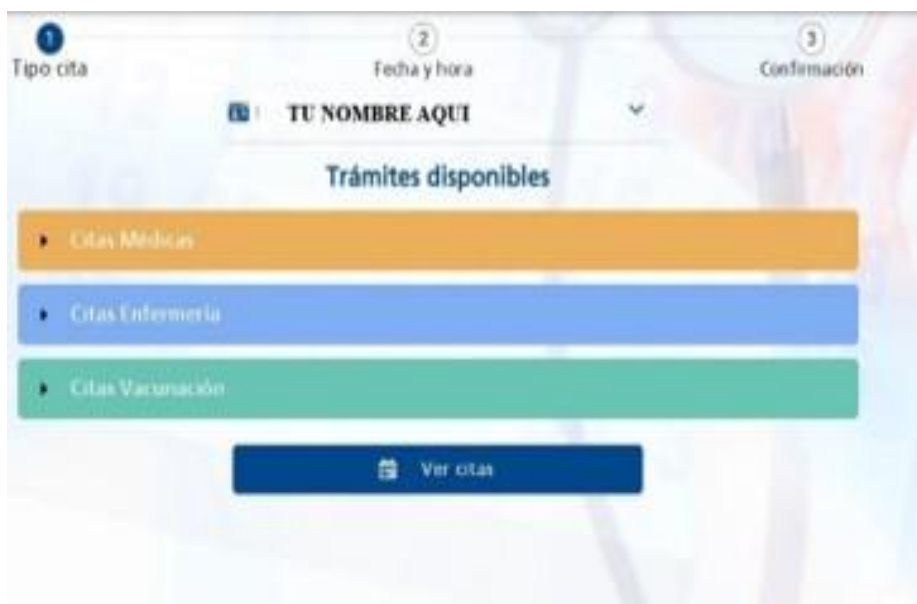 1
2
3
Tipo cita
Fecha y hora
Confirmación
TU NOMBRE AQUI
Trámites disponibles
Citas Médicas
Citas Enfermería
Citas Vacunación
Ver citas